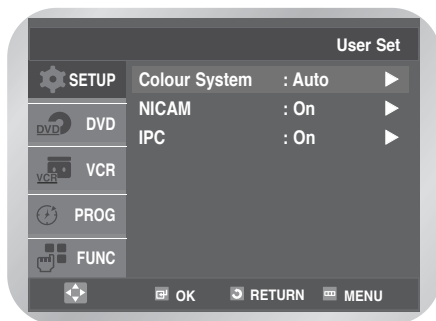 User Set
SETUP
Colour System : Auto ►
NICAM : On ►
IPC : On ►
DVD DVD
VCR VCR
PROG
FUNC
OK RETURN MENU